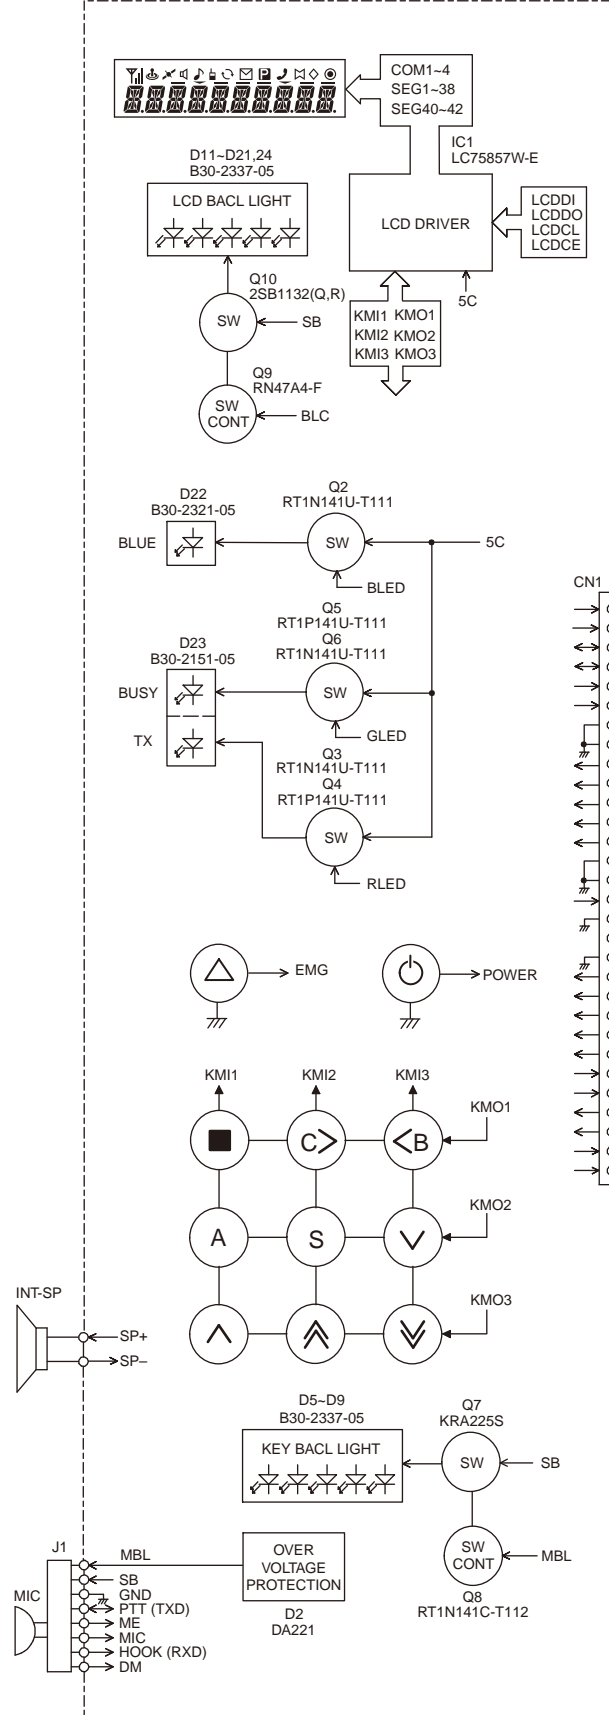 COM1~4
SEG1~38
SEG40~42
IC1
LC75857W-E
D11~D21,24
B30-2337-05
LCD BACL LIGHT
LCD DRIVER
LCDDI
LCDDO
LCDCL
LCDCE
Q10
2SB1132(Q,R)
SW
SB
5C
KMI1 KMO1
KMI2 KMO2
KMI3 KMO3
Q9
RN47A4-F
SW
CONT
BLC
D22
B30-2321-05
Q2
RT1N141U-T111
BLUE
SW
5C
BLED
CN1
Q5
RT1P141U-T111
D23
B30-2151-05
Q6
RT1N141U-T111
BUSY
SW
GLED
TX
Q3
RT1N141U-T111
Q4
RT1P141U-T111
SW
RLED
EMG
POWER
KMI1
KMI2
KMI3
KMO1
C>
<B
KMO2
A
S
KMO3
INT-SP
SP+
SP–
D5~D9
B30-2337-05
Q7
KRA225S
KEY BACL LIGHT
SW
SB
J1
MBL
OVER
VOLTAGE
PROTECTION
SW
CONT
MBL
SB
GND
MIC
PTT (TXD)
ME
MIC
HOOK (RXD)
DM
D2
DA221
Q8
RT1N141C-T112